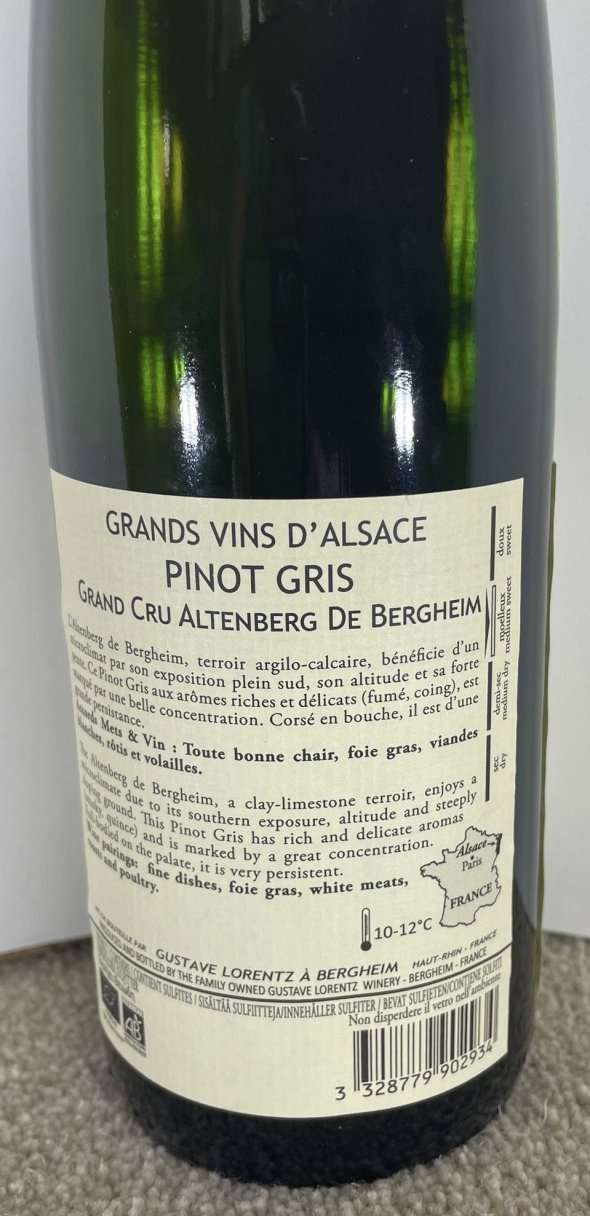 GRANDS VINS D'ALSACE
PINOT GRIS
GRAND CRU ALTENBERG DE BERGHEIM
L'Altenberg de Bergheim, terroir argilo-calcaire, bénéficie d'un
microclimat par son exposition plein sud, son altitude et sa forte
pente. Ce Pinot Gris aux arômes riches et délicats (fumé, coing), est
marqué par une belle concentration. Corsé en bouche, il est d'une
grande persistance.
Accords Mets & Vin : Toute bonne chair, foie gras, viandes
blanches, rôtis et volailles.
The Altenberg de Bergheim, a clay-limestone terroir, enjoys a
microclimate due to its southern exposure, altitude and steeply
sloping ground. This Pinot Gris has rich and delicate aromas
quince) and is marked by a great concentration.
bodied on the palate, it is very persistent.
pairings: fine dishes, foie gras, white meats,
and poultry.
doux
sweet
moelleux
medium sweet
demi-sec
medium dry
sec
dry
Alsace
Paris
FRANCE
10-12°C
BOUTEILLE PAR GUSTAVE LORENTZ À BERGHEIM HAUT-RHIN - FRANCE
AND BOTTLED BY THE FAMILY OWNED GUSTAVE LORENTZ WINERY - BERGHEIM - FRANCE
CONTIENT SULFITES / SISÄLTÄÄ SULFIITTEJA/INNEHÅLLER SULFITER / BEVAT SULFIETEN/CONTIENE SOLFITI
Non disperdere il vetro nell'ambiente
AB
3 328779 902934